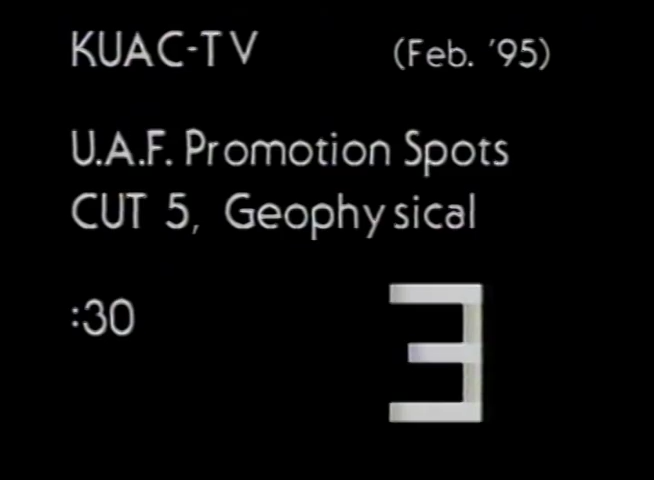 KUAC-TV (Feb. '95)
U.A.F. Promotion Spots
CUT 5, Geophysical
:30
3